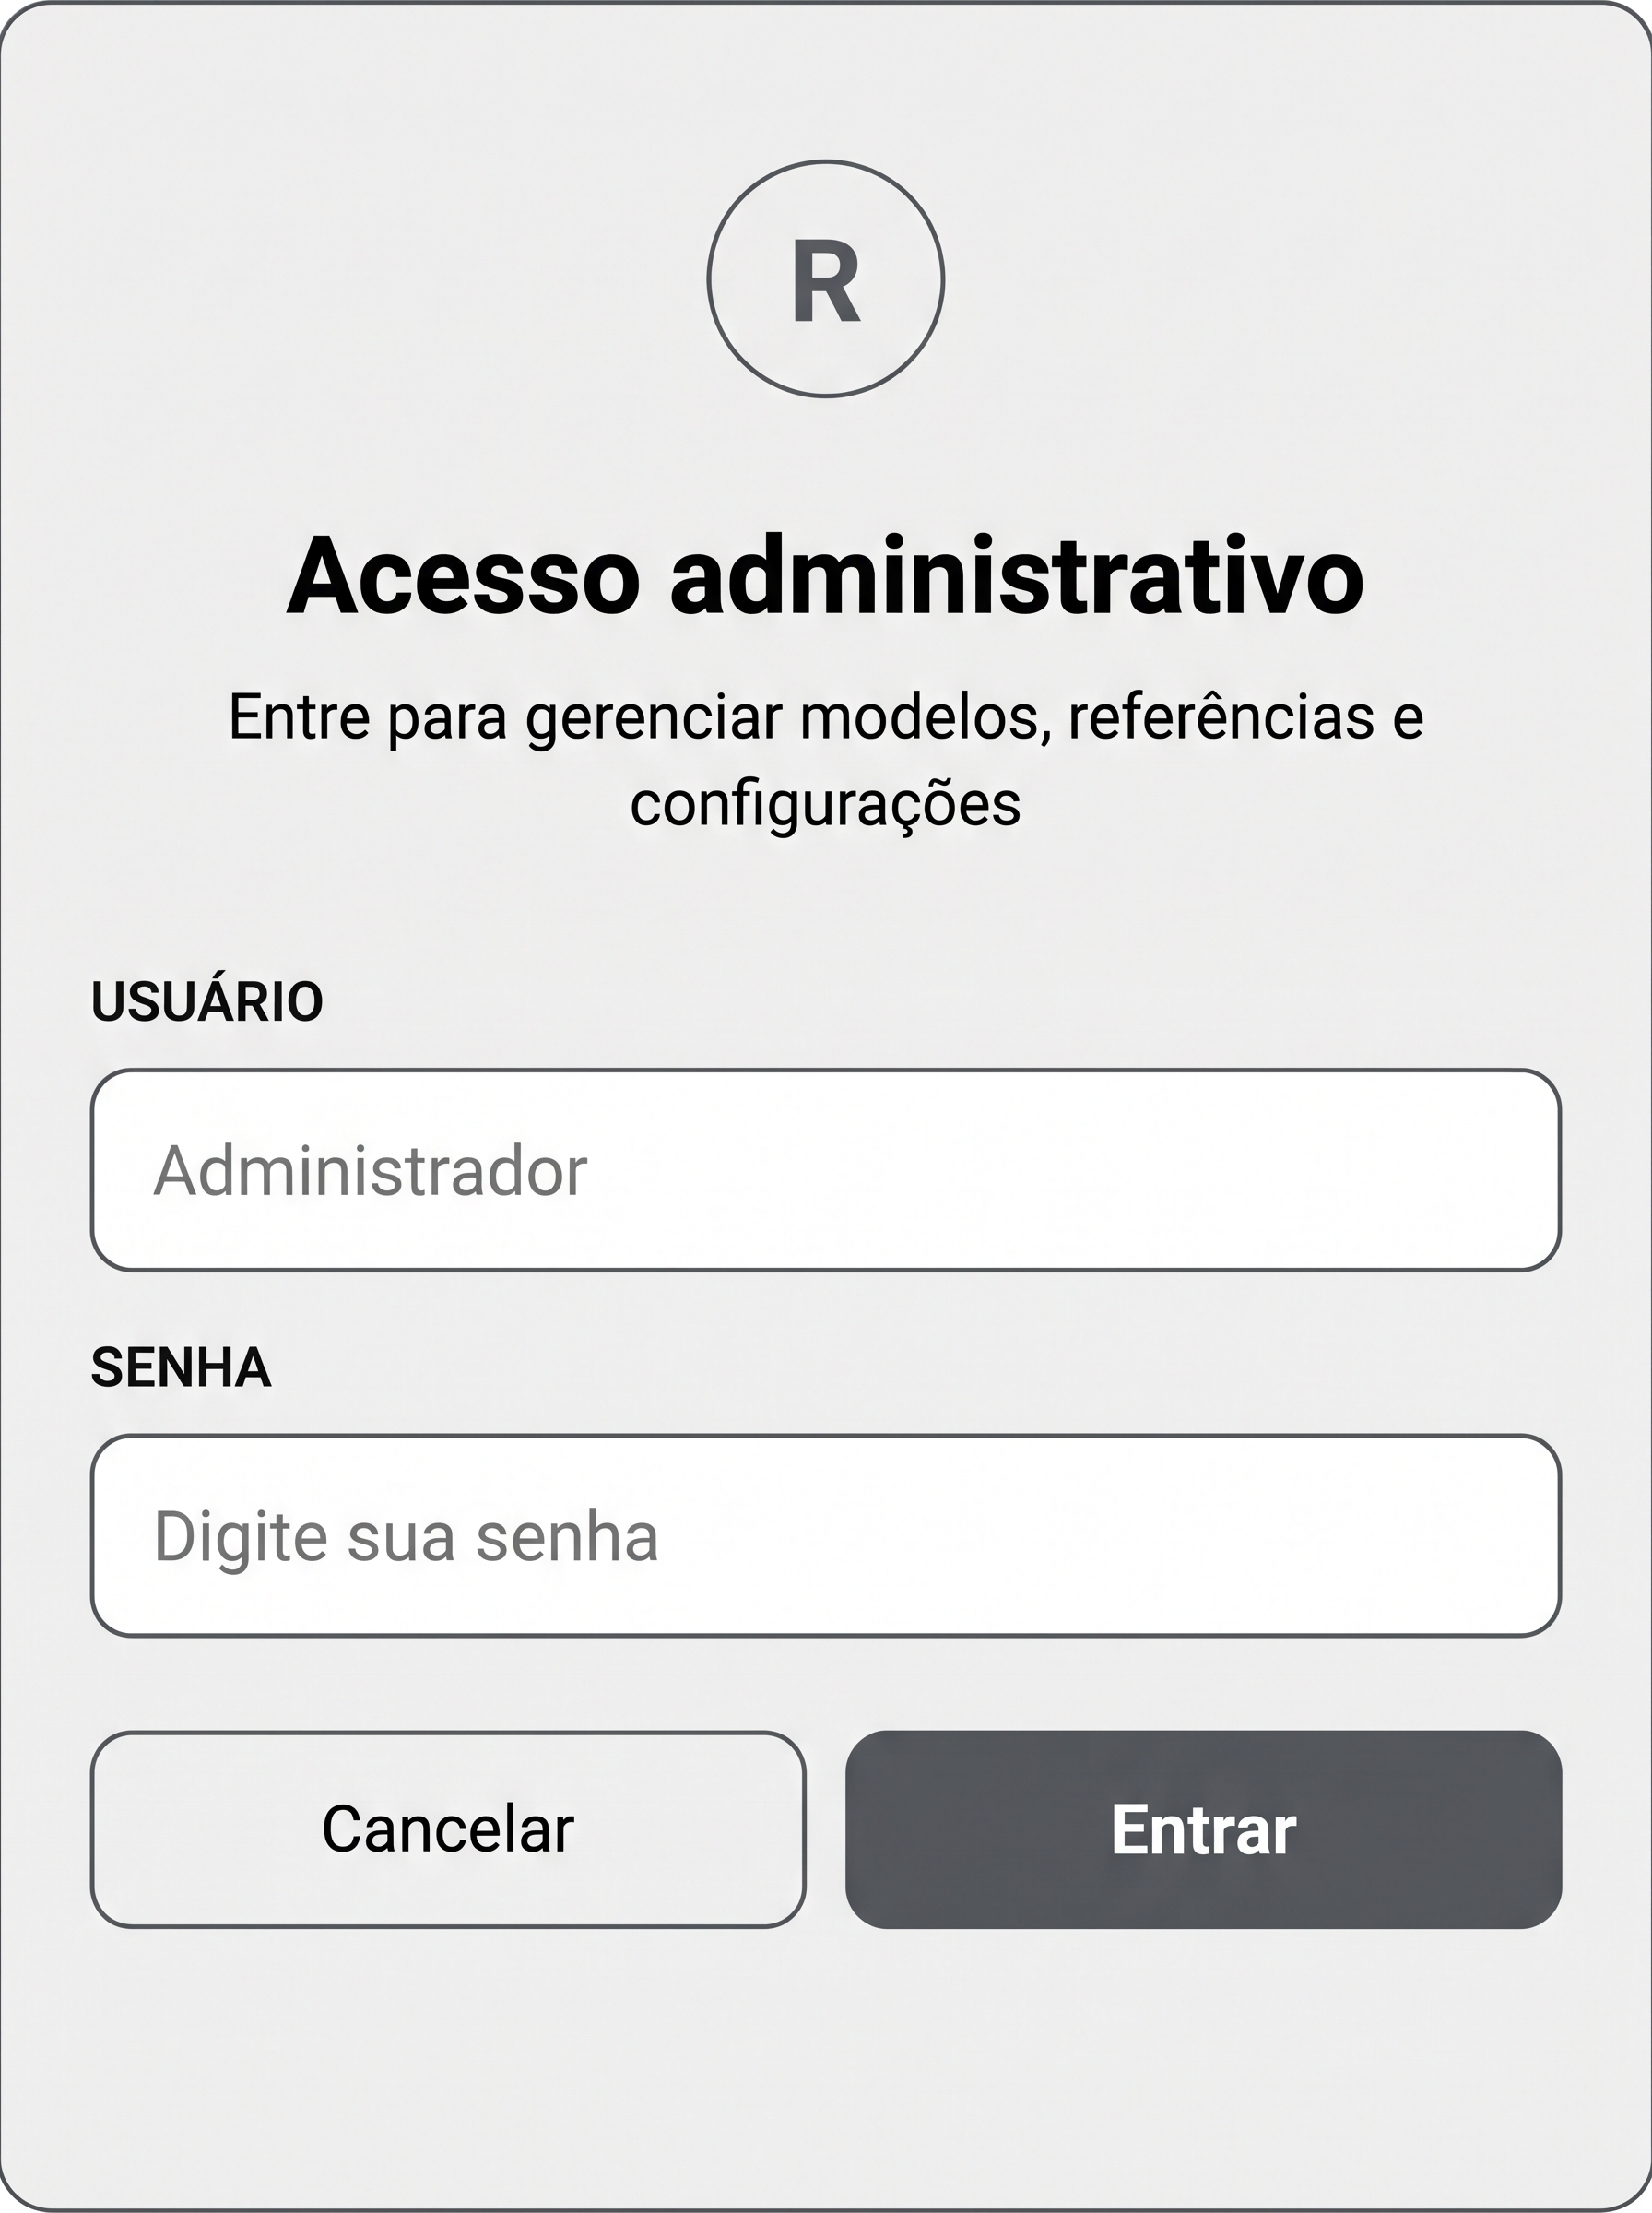 R
Acesso administrativo
Entre para gerenciar modelos, referências e
configurações
USUÁRIO
Administrador
SENHA
Digite sua senha
Cancelar
Entrar